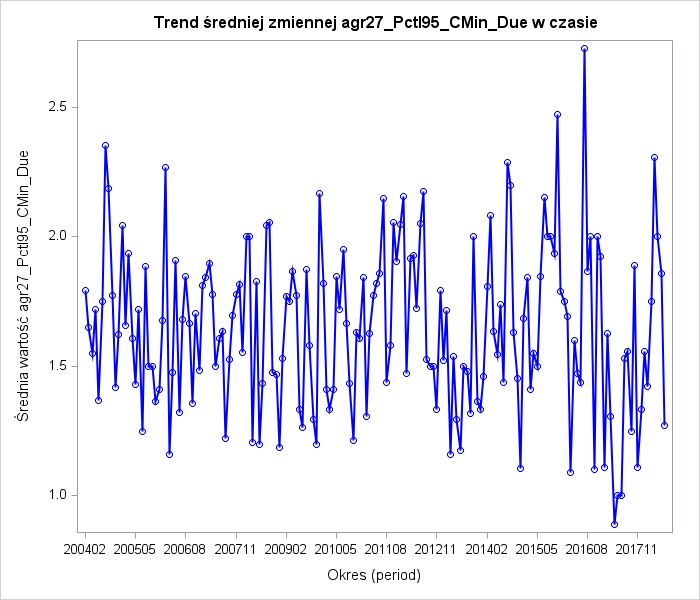 Trend średniej zmiennej agr27_Pctl95_CMin_Due w czasie
Średnia wartość agr27_Pctl95_CMin_Due
2.5
2.0
1.5
1.0
200402 200505 200608 200711 200902 201005 201108 201211 201402 201505 201608 201711
Okres (period)